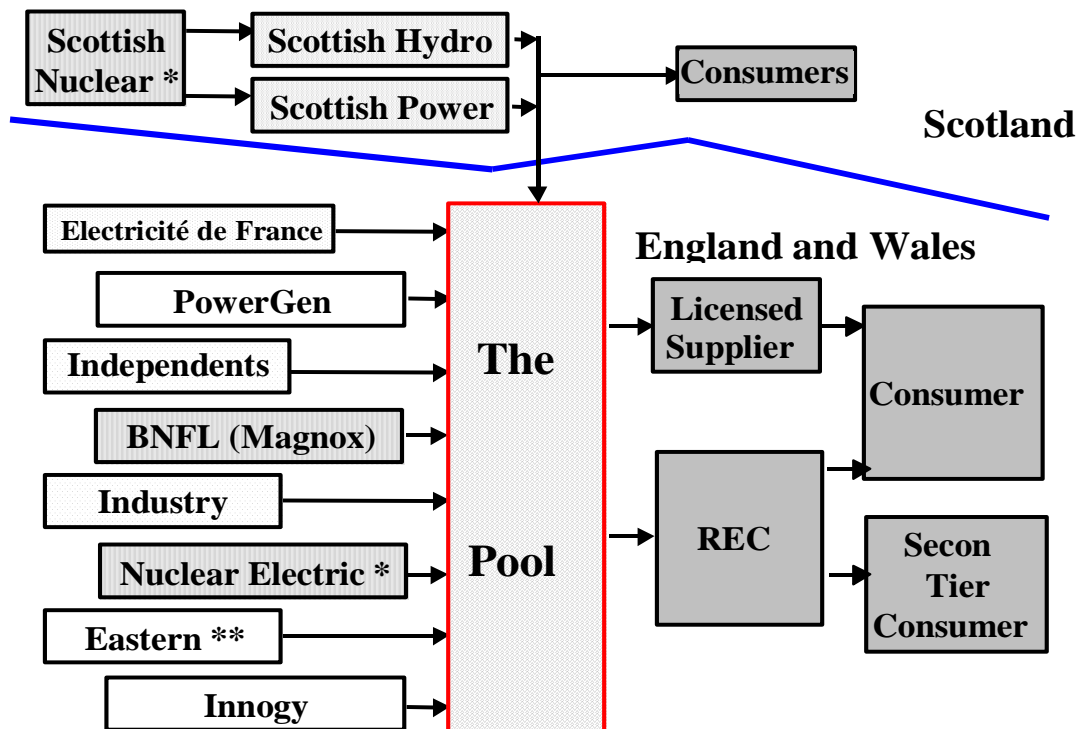 Scottish
Nuclear *
Scottish Hydro
Scottish Power
Consumers
Scotland
Electricité de France
PowerGen
Independents
BNFL (Magnox)
Industry
Nuclear Electric *
Eastern **
Innogy
The
Pool
England and Wales
Licensed
Supplier
Consumer
REC
Secon
Tier
Consumer